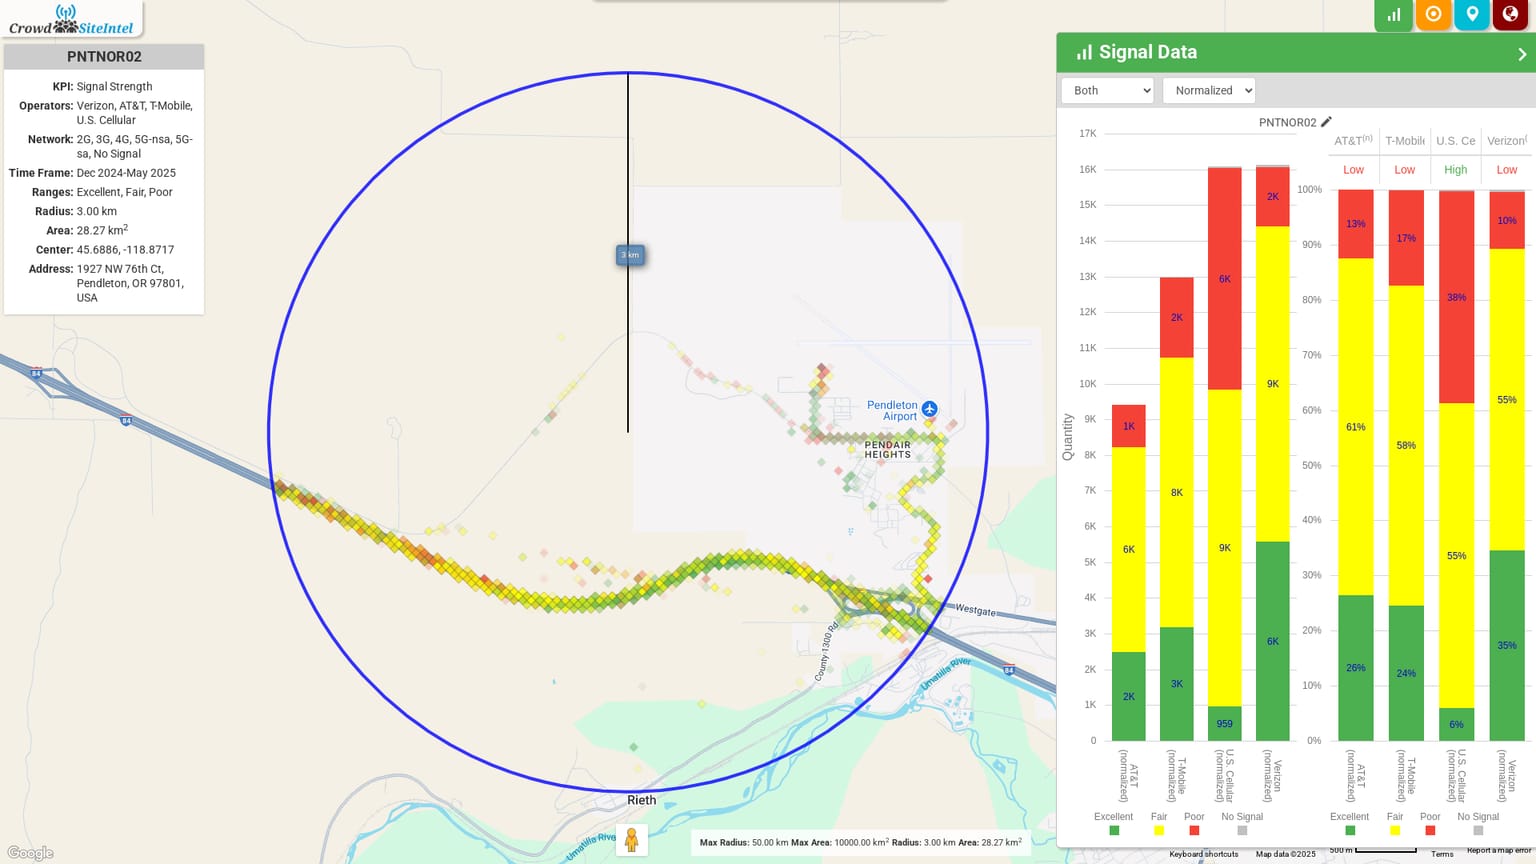 Crowd SiteIntel
PNTNOR02
KPI: Signal Strength
Operators: Verizon, AT&T, T-Mobile,
U.S. Cellular
Network: 2G, 3G, 4G, 5G-nsa, 5G-
sa, No Signal
Time Frame: Dec 2024-May 2025
Ranges: Excellent, Fair, Poor
Radius: 3.00 km
Area: 28.27 km²
Center: 45.6886, -118.8717
Address: 1927 NW 76th Ct,
Pendleton, OR 97801,
USA
84
84
3 km
Pendleton
Airport
PENDAIR
HEIGHTS
Westgate
County 1300 Rd
Umatilla River
84
Rieth
Umatilla River
Google
Max Radius: 50.00 km Max Area: 10000.00 km² Radius: 3.00 km Area: 28.27 km²
Signal Data
Both
Normalized
PNTNOR02
Quantity
17K
16K
15K
14K
13K
12K
11K
10K
9K
8K
7K
6K
5K
4K
3K
2K
1K
0
1K
6K
2K
2K
8K
3K
6K
9K
959
2K
9K
6K
AT&T
(normalized)
T-Mobile
(normalized)
U.S. Cellular
(normalized)
Verizon
(normalized)
Excellent Fair Poor No Signal
AT&T(n) T-Mobile U.S. Ce Verizon(
Low Low High Low
100%
90%
80%
70%
60%
50%
40%
30%
20%
10%
0%
13%
61%
26%
17%
58%
24%
38%
55%
6%
10%
55%
35%
AT&T
(normalized)
T-Mobile
(normalized)
U.S. Cellular
(normalized)
Verizon
(normalized)
Excellent Fair Poor No Signal
Keyboard shortcuts Map data ©2025 500 m Terms Report a map error